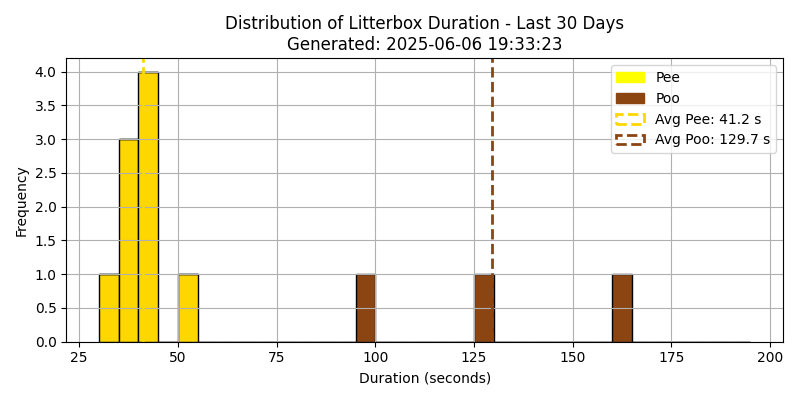 Distribution of Litterbox Duration - Last 30 Days
Generated: 2025-06-06 19:33:23
Pee
Poo
Avg Pee: 41.2 s
Avg Poo: 129.7 s
Frequency
4.0
3.5
3.0
2.5
2.0
1.5
1.0
0.5
0.0
25 50 75 100 125 150 175 200
Duration (seconds)